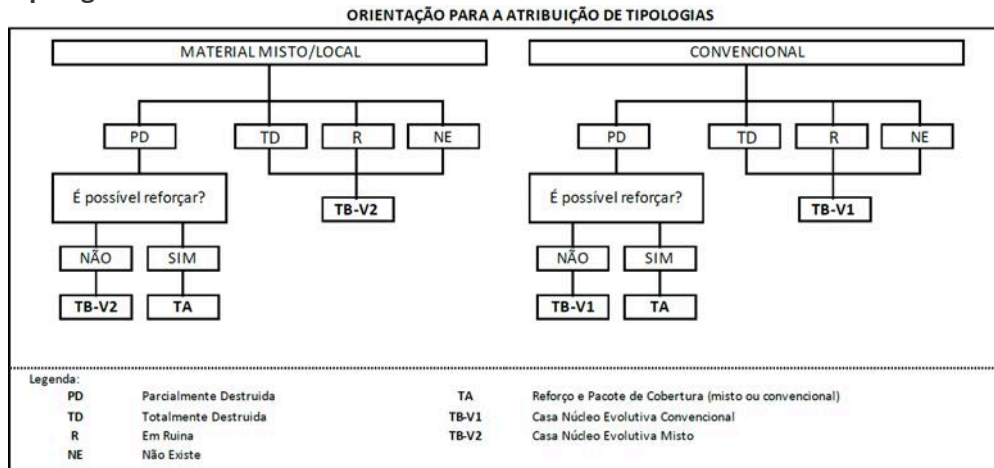 ORIENTAÇÃO PARA A ATRIBUIÇÃO DE TIPOLOGIAS
MATERIAL MISTO/LOCAL CONVENCIONAL
PD TD R NE PD TD R NE
É possível reforçar? TB-V2 É possível reforçar? TB-V1
NÃO SIM NÃO SIM
TB-V2 TA TB-V1 TA
Legenda:
PD Parcialmente Destruida TA Reforço e Pacote de Cobertura (misto ou convencional)
TD Totalmente Destruida TB-V1 Casa Núcleo Evolutiva Convencional
R Em Ruina TB-V2 Casa Núcleo Evolutiva Misto
NE Não Existe